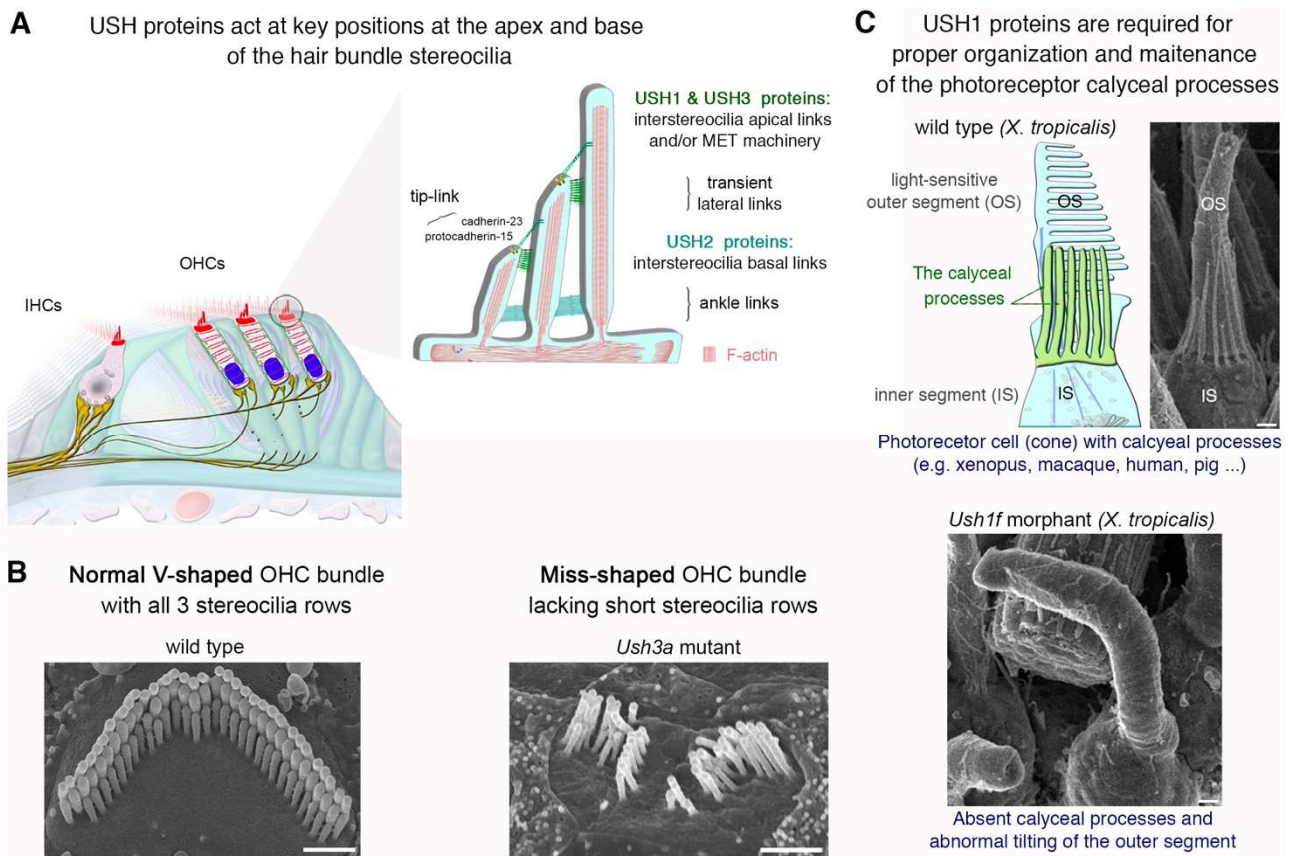 A
USH proteins act at key positions at the apex and base
of the hair bundle stereocilia
USH1 & USH3 proteins:
interstereocilia apical links
and/or MET machinery
transient
lateral links
tip-link
cadherin-23
protocadherin-15
USH2 proteins:
interstereocilia basal links
ankle links
F-actin
OHCs
IHCs
B
Normal V-shaped OHC bundle
with all 3 stereocilia rows
wild type
Miss-shaped OHC bundle
lacking short stereocilia rows
Ush3a mutant
C
USH1 proteins are required for
proper organization and maitenance
of the photoreceptor calyceal processes
wild type (X. tropicalis)
light-sensitive
outer segment (OS)
OS
OS
The calyceal
processes
inner segment (IS)
IS
IS
Photorecetor cell (cone) with calcyeal processes
(e.g. xenopus, macaque, human, pig ...)
Ush1f morphant (X. tropicalis)
Absent calyceal processes and
abnormal tilting of the outer segment